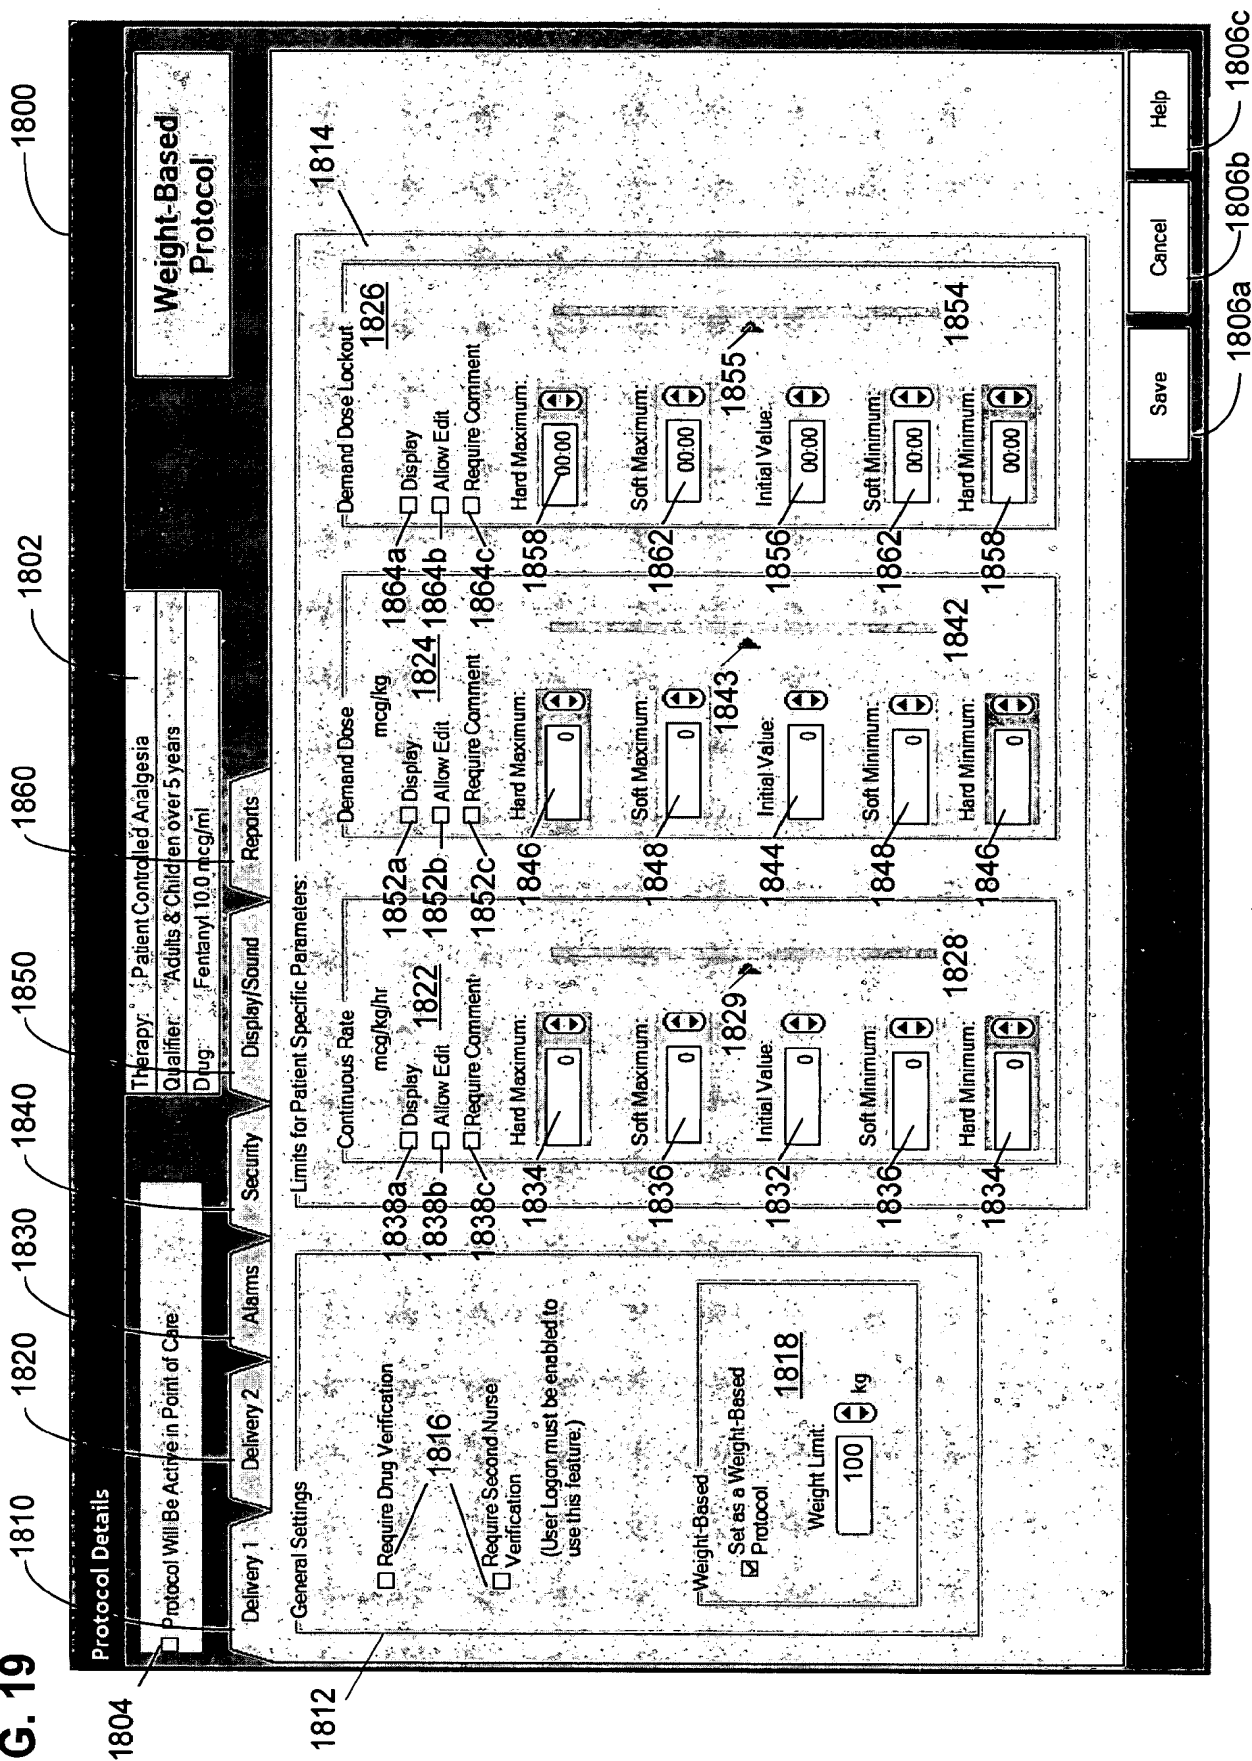 G. 19
1800
1802
1804
1810
1820
1830
1840
1850
1860
Protocol Details
Protocol Will Be Active in Point of Care
Therapy: Patient Controlled Analgesia
Qualifier: Adults & Children over 5 years
Drug: Fentanyl 10.0 mcg/ml
Weight-Based
Protocol
Delivery 1
Delivery 2
Alarms
Security
Display/Sound
Reports
1812
General Settings
Require Drug Verification
1816
Require Second Nurse
Verification
(User Logon must be enabled to
use this feature.)
Weight-Based
Set as a Weight-Based
Protocol
1818
Weight Limit:
100
kg
1814
Limits for Patient Specific Parameters:
Continuous Rate
mcg/kg/hr
1838a
Display
1822
1838b
Allow Edit
1838c
Require Comment
Hard Maximum:
1834
0
Soft Maximum:
1836
0
1829
Initial Value:
1832
0
Soft Minimum:
1836
0
1828
Hard Minimum:
1834
0
Demand Dose
mcg/kg
1852a
Display
1824
1852b
Allow Edit
1852c
Require Comment
Hard Maximum:
1846
0
Soft Maximum:
1848
0
1843
Initial Value:
1844
0
Soft Minimum:
1848
0
1842
Hard Minimum:
1846
0
Demand Dose Lockout
1826
1864a
Display
1864b
Allow Edit
1864c
Require Comment
Hard Maximum:
1858
00:00
Soft Maximum:
1862
00:00
1855
Initial Value:
1856
00:00
Soft Minimum:
1862
00:00
1854
Hard Minimum:
1858
00:00
Save
Cancel
Help
1806a
1806b
1806c